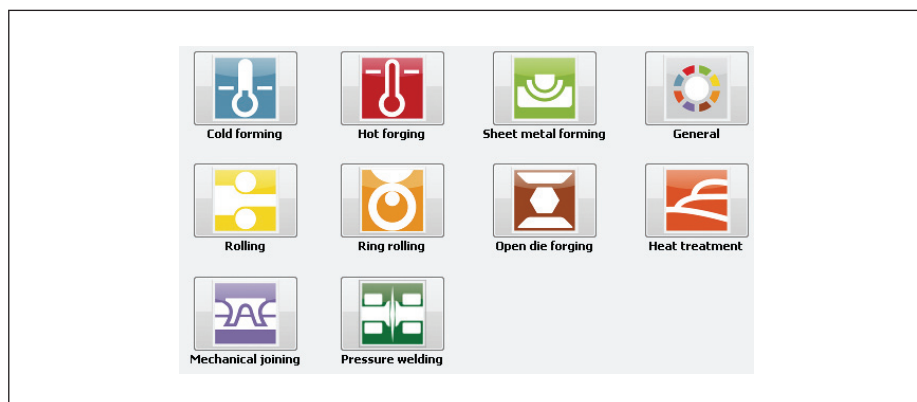 Cold forming
Hot forging
Sheet metal forming
General
Rolling
Ring rolling
Open die forging
Heat treatment
Mechanical joining
Pressure welding